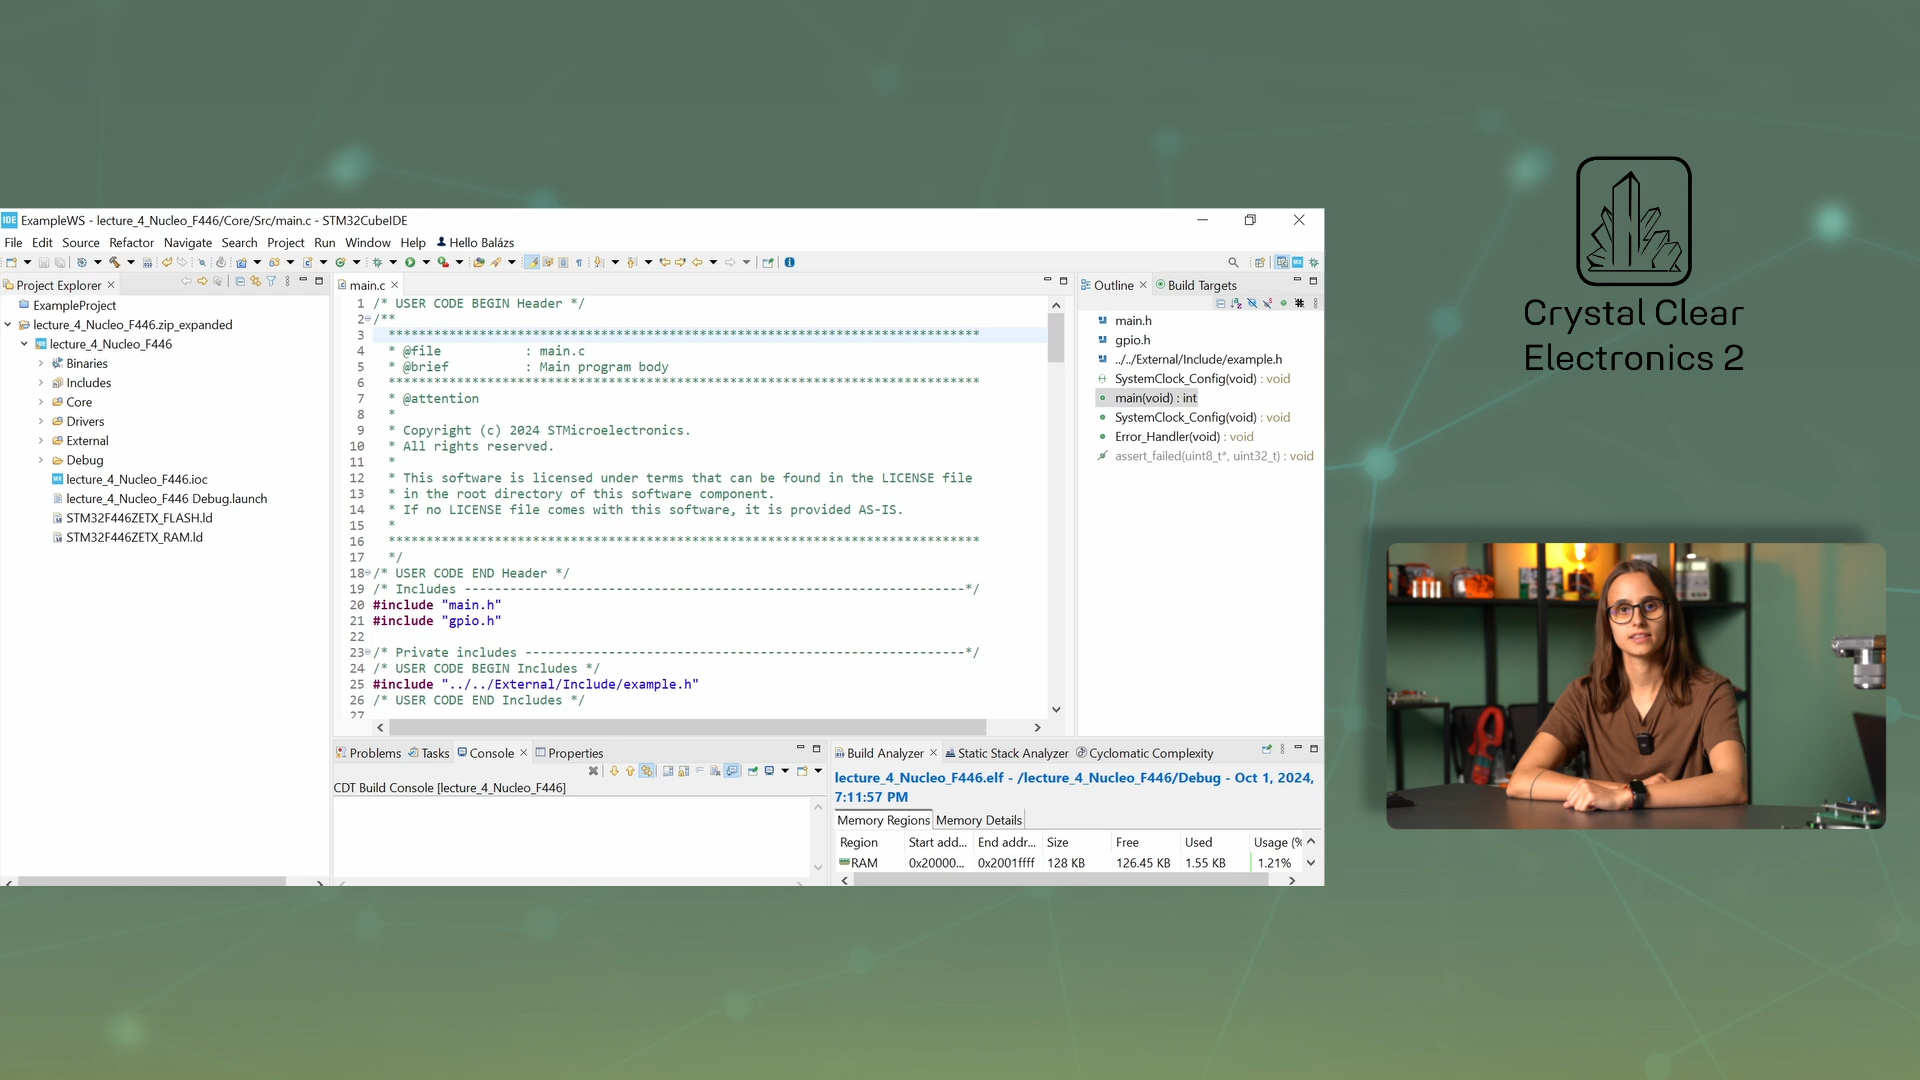 ExampleWS - lecture_4_Nucleo_F446/Core/Src/main.c - STM32CubeIDE
File Edit Source Refactor Navigate Search Project Run Window Help Hello Balázs
Project Explorer
ExampleProject
lecture_4_Nucleo_F446.zip_expanded
lecture_4_Nucleo_F446
Binaries
Includes
Core
Drivers
External
Debug
lecture_4_Nucleo_F446.ioc
lecture_4_Nucleo_F446 Debug.launch
STM32F446ZETX_FLASH.ld
STM32F446ZETX_RAM.ld
main.c
1 /* USER CODE BEGIN Header */
2 /**
3 ******************************************************************************
4 * @file : main.c
5 * @brief : Main program body
6 ******************************************************************************
7 * @attention
8 *
9 * Copyright (c) 2024 STMicroelectronics.
10 * All rights reserved.
11 *
12 * This software is licensed under terms that can be found in the LICENSE file
13 * in the root directory of this software component.
14 * If no LICENSE file comes with this software, it is provided AS-IS.
15 *
16 ******************************************************************************
17 */
18 /* USER CODE END Header */
19 /* Includes ------------------------------------------------------------------*/
20 #include "main.h"
21 #include "gpio.h"
22
23 /* Private includes ----------------------------------------------------------*/
24 /* USER CODE BEGIN Includes */
25 #include "../../External/Include/example.h"
26 /* USER CODE END Includes */
27
Outline Build Targets
main.h
gpio.h
../../External/Include/example.h
SystemClock_Config(void) : void
main(void) : int
SystemClock_Config(void) : void
Error_Handler(void) : void
assert_failed(uint8_t*, uint32_t) : void
Problems Tasks Console Properties
CDT Build Console [lecture_4_Nucleo_F446]
Build Analyzer Static Stack Analyzer Cyclomatic Complexity
lecture_4_Nucleo_F446.elf - /lecture_4_Nucleo_F446/Debug - Oct 1, 2024,
7:11:57 PM
Memory Regions Memory Details
Region Start add... End addr... Size Free Used Usage (%
RAM 0x20000... 0x2001ffff 128 KB 126.45 KB 1.55 KB 1.21%
Crystal Clear
Electronics 2